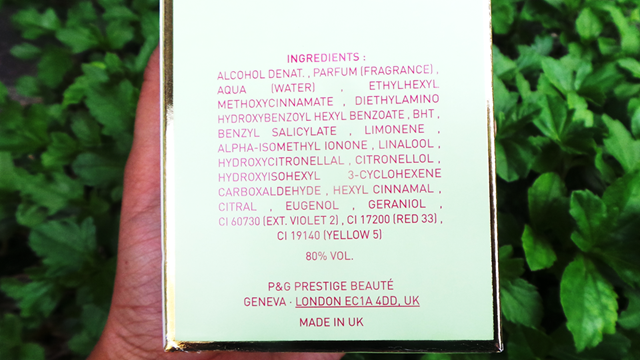 INGREDIENTS :
ALCOHOL DENAT. , PARFUM (FRAGRANCE) ,
AQUA (WATER) , ETHYLHEXYL
METHOXYCINNAMATE , DIETHYLAMINO
HYDROXYBENZOYL HEXYL BENZOATE , BHT ,
BENZYL SALICYLATE , LIMONENE ,
ALPHA-ISOMETHYL IONONE , LINALOOL ,
HYDROXYCITRONELLAL , CITRONELLOL ,
HYDROXYISOHEXYL 3-CYCLOHEXENE
CARBOXALDEHYDE , HEXYL CINNAMAL ,
CITRAL , EUGENOL , GERANIOL ,
CI 60730 (EXT. VIOLET 2) , CI 17200 (RED 33) ,
CI 19140 (YELLOW 5)
80% VOL.
P&G PRESTIGE BEAUTÉ
GENEVA · LONDON EC1A 4DD, UK
MADE IN UK